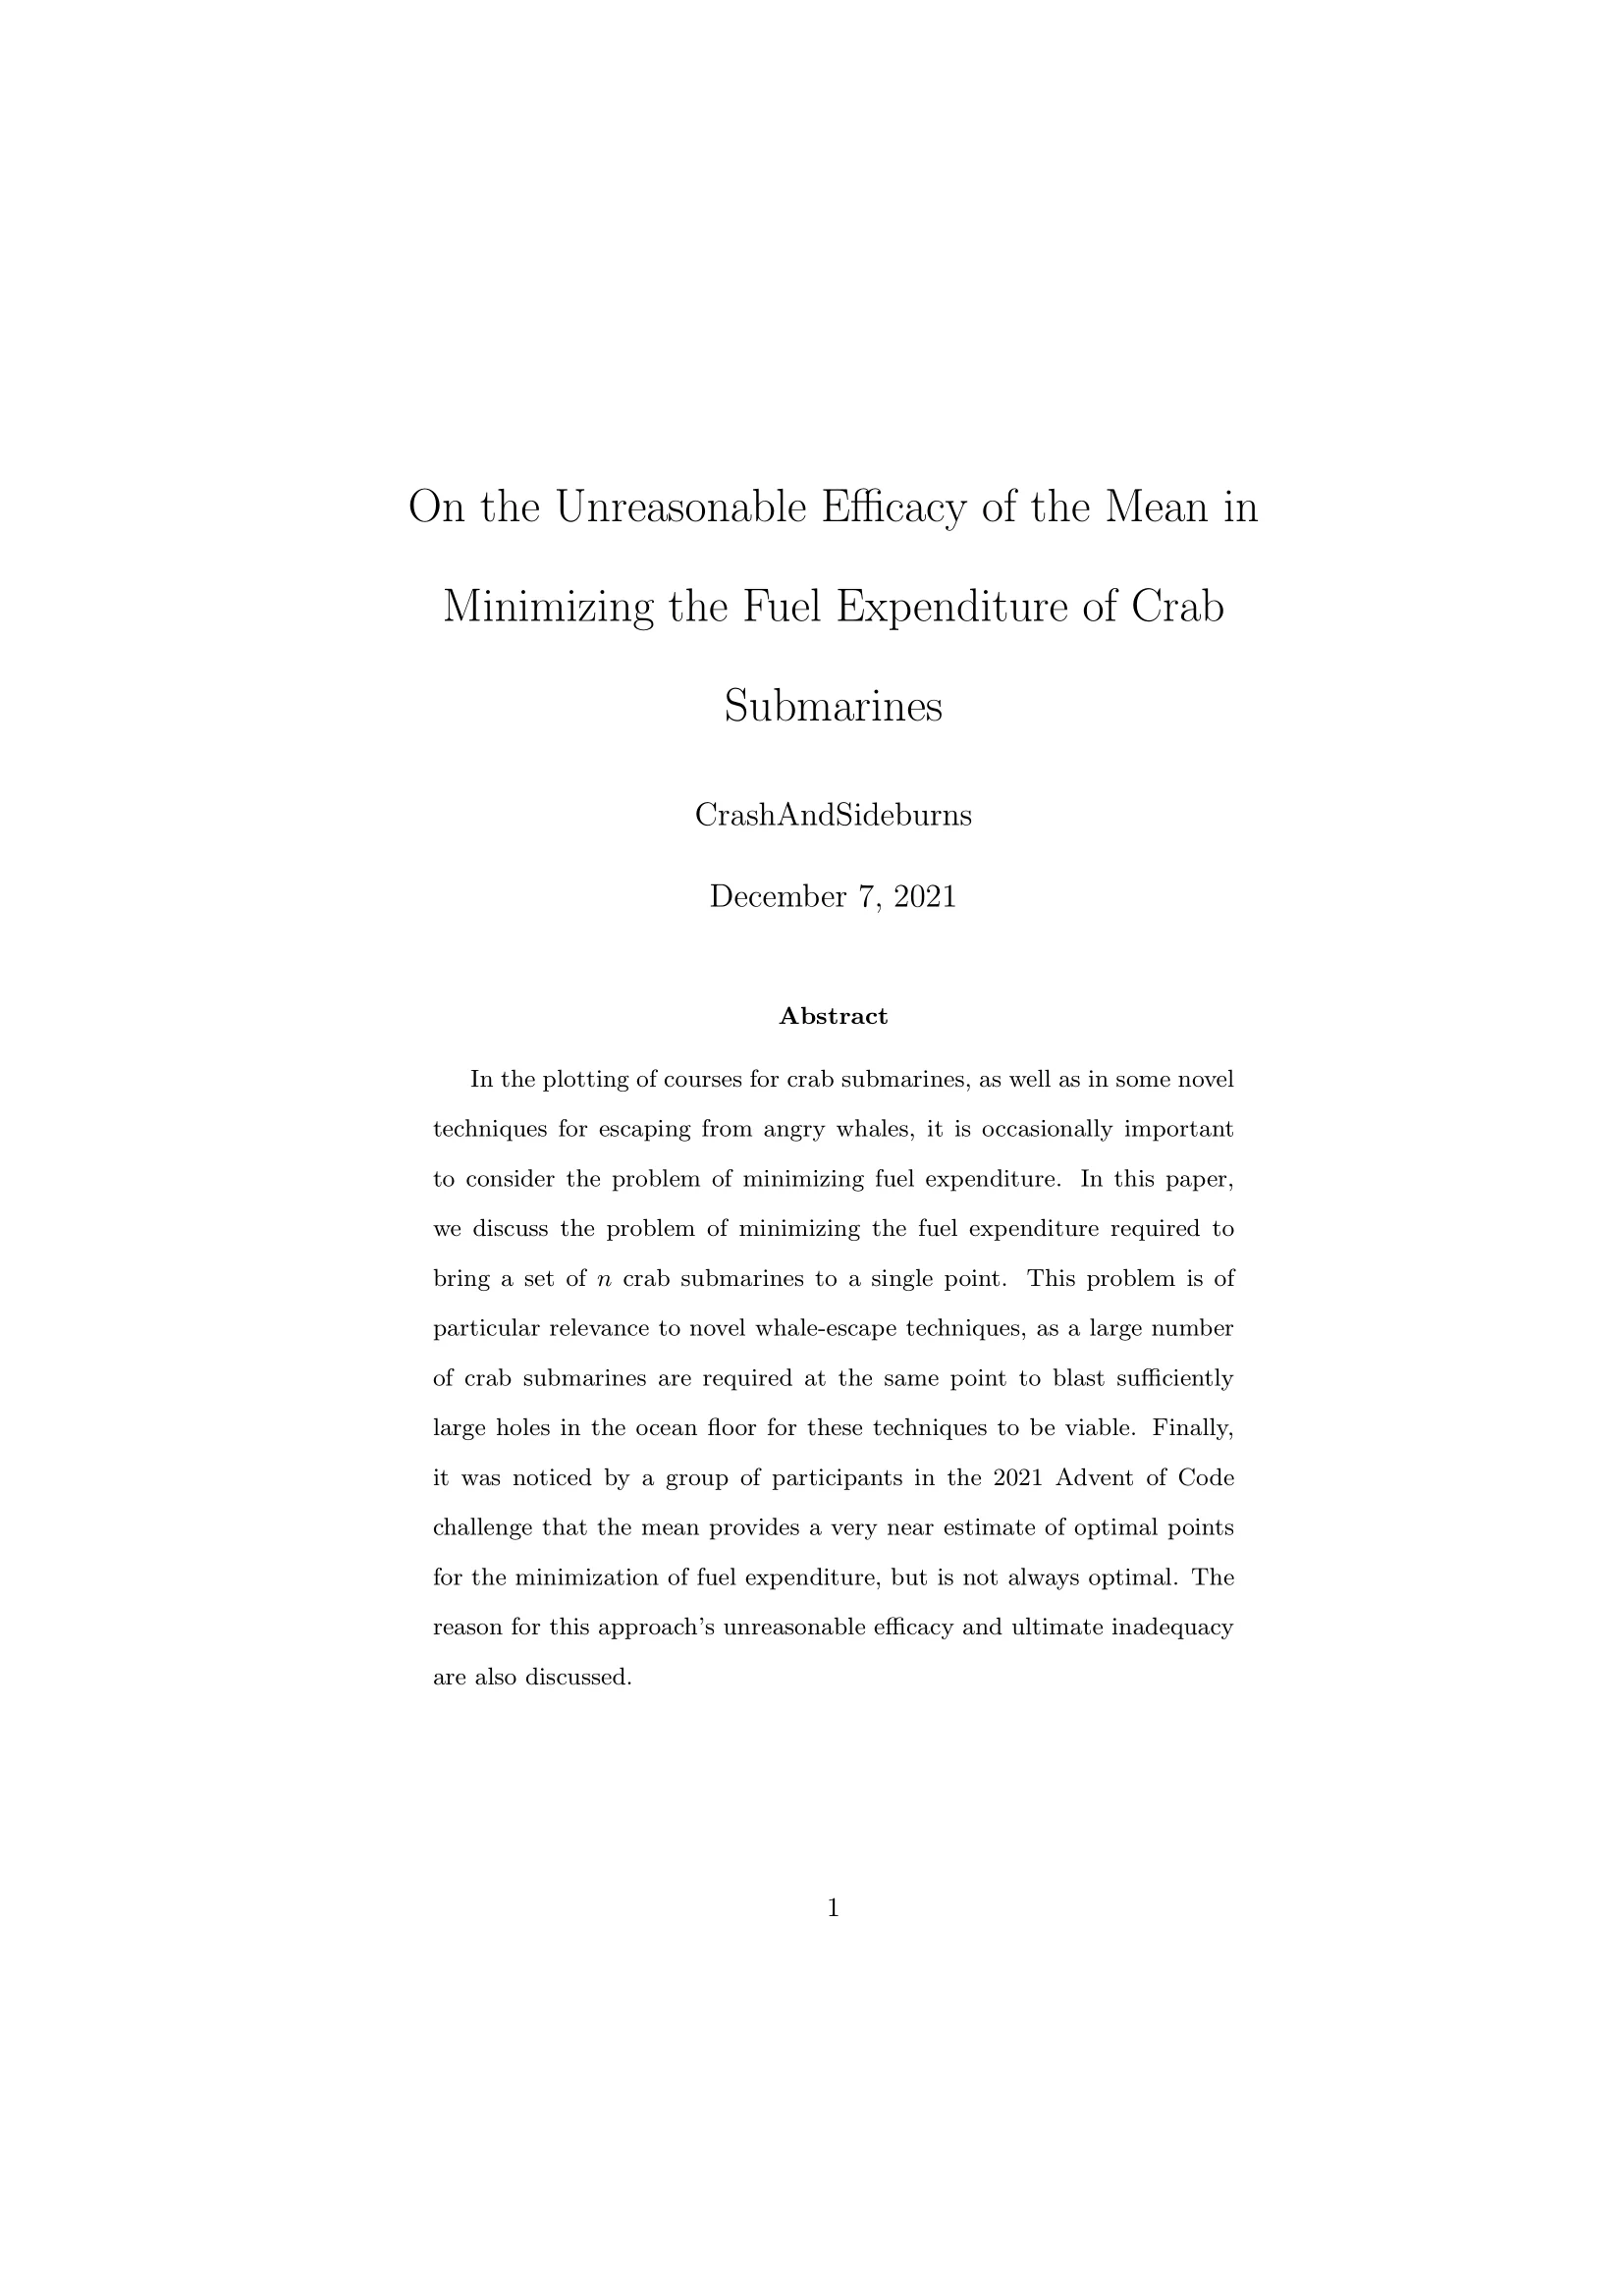 On the Unreasonable Efficacy of the Mean in
Minimizing the Fuel Expenditure of Crab
Submarines
CrashAndSideburns
December 7, 2021
Abstract
In the plotting of courses for crab submarines, as well as in some novel
techniques for escaping from angry whales, it is occasionally important
to consider the problem of minimizing fuel expenditure. In this paper,
we discuss the problem of minimizing the fuel expenditure required to
bring a set of n crab submarines to a single point. This problem is of
particular relevance to novel whale-escape techniques, as a large number
of crab submarines are required at the same point to blast sufficiently
large holes in the ocean floor for these techniques to be viable. Finally,
it was noticed by a group of participants in the 2021 Advent of Code
challenge that the mean provides a very near estimate of optimal points
for the minimization of fuel expenditure, but is not always optimal. The
reason for this approach's unreasonable efficacy and ultimate inadequacy
are also discussed.
1